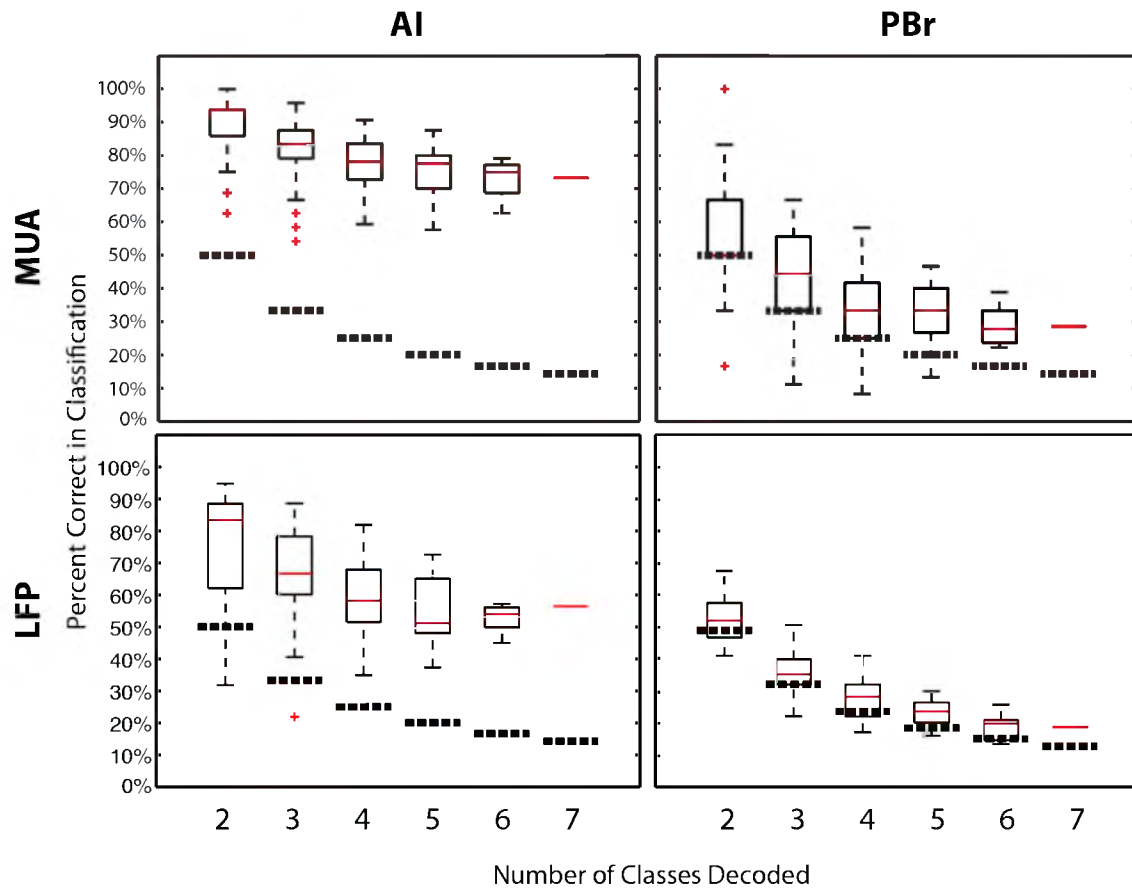 AI
PBr
MUA
LFP
Percent Correct in Classification
100%
90%
80%
70%
60%
50%
40%
30%
20%
10%
0%
100%
90%
80%
70%
60%
50%
40%
30%
20%
10%
0%
2 3 4 5 6 7
2 3 4 5 6 7
Number of Classes Decoded